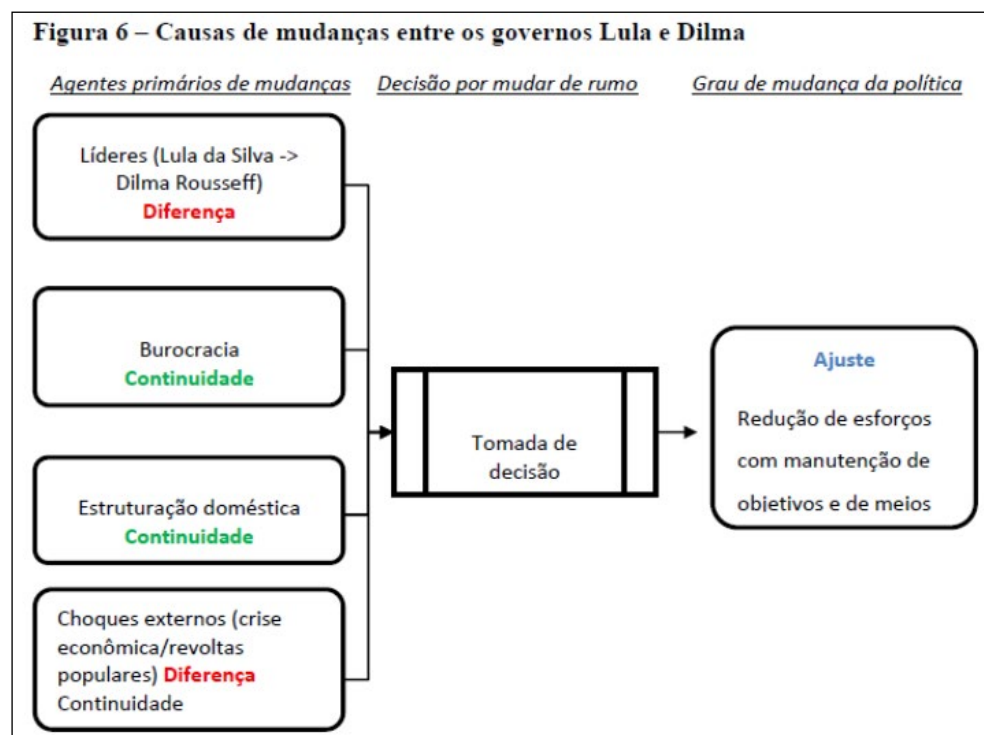 Figura 6 – Causas de mudanças entre os governos Lula e Dilma
Agentes primários de mudanças
Decisão por mudar de rumo
Grau de mudança da política
Líderes (Lula da Silva ->
Dilma Rousseff)
Diferença
Burocracia
Continuidade
Estruturação doméstica
Continuidade
Choques externos (crise
econômica/revoltas
populares) Diferença
Continuidade
Tomada de
decisão
Ajuste
Redução de esforços
com manutenção de
objetivos e de meios